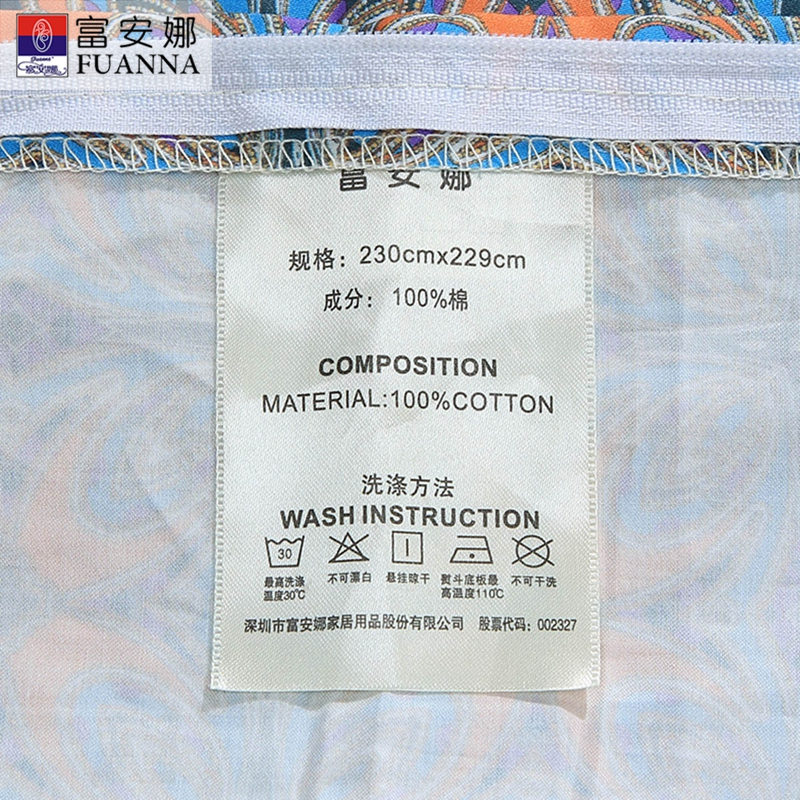 富安娜
FUANNA
富安娜
规格：230cmx229cm
成分：100%棉
COMPOSITION
MATERIAL:100%COTTON
洗涤方法
WASH INSTRUCTION
30
最高洗涤温度30℃
不可漂白
悬挂晾干
熨斗底板最高温度110℃
不可干洗
深圳市富安娜家居用品股份有限公司 股票代码：002327